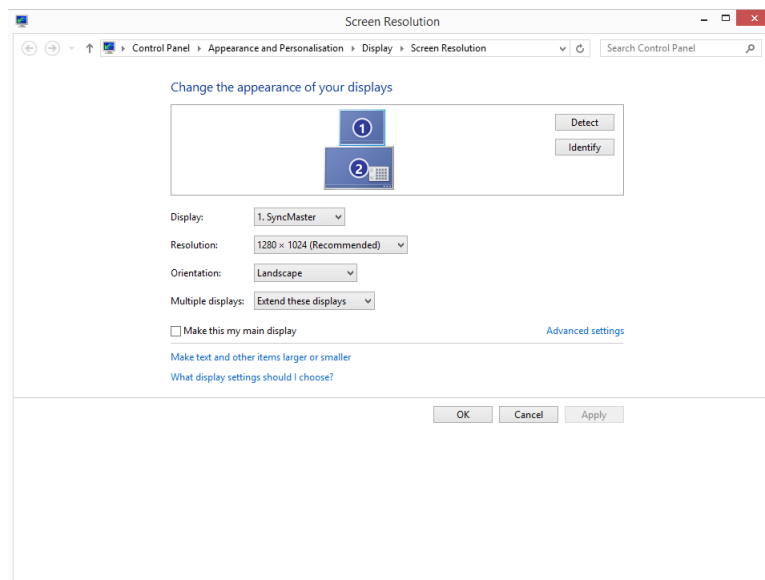 Screen Resolution
Control Panel Appearance and Personalisation Display Screen Resolution Search Control Panel
Change the appearance of your displays
1
Detect
Identify
2
Display: 1. SyncMaster
Resolution: 1280 × 1024 (Recommended)
Orientation: Landscape
Multiple displays: Extend these displays
Make this my main display Advanced settings
Make text and other items larger or smaller
What display settings should I choose?
OK Cancel Apply